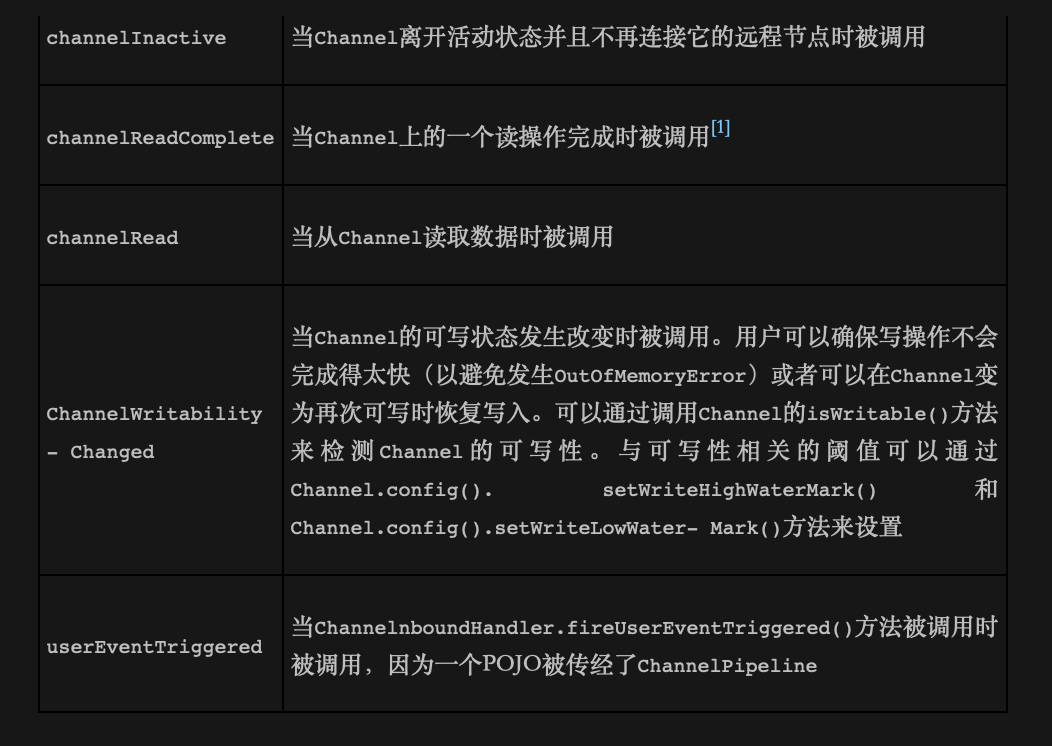 channelInactive
当Channel离开活动状态并且不再连接它的远程节点时被调用
channelReadComplete
当Channel上的一个读操作完成时被调用[1]
channelRead
当从Channel读取数据时被调用
ChannelWritability
- Changed
当Channel的可写状态发生改变时被调用。用户可以确保写操作不会
完成得太快（以避免发生OutOfMemoryError）或者可以在Channel变
为再次可写时恢复写入。可以通过调用Channel的isWritable()方法
来检测Channel的可写性。与可写性相关的阈值可以通过
Channel.config(). setWriteHighWaterMark() 和
Channel.config().setWriteLowWater- Mark()方法来设置
userEventTriggered
当ChannelnboundHandler.fireUserEventTriggered()方法被调用时
被调用，因为一个POJO被传经了ChannelPipeline